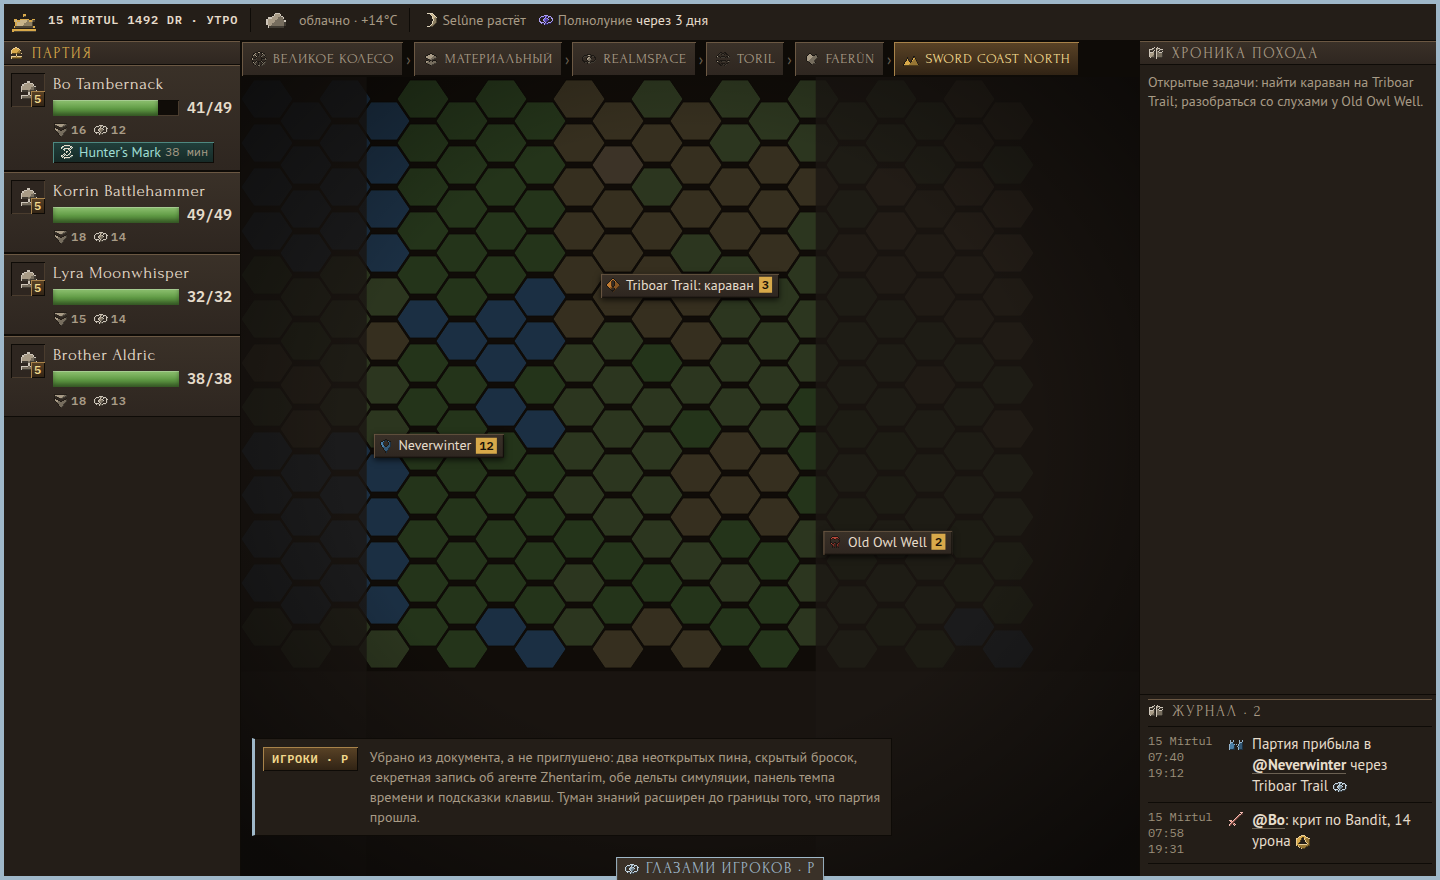 15 MIRTUL 1492 DR · УТРО
облачно · +14°C
Selûne растёт
Полнолуние через 3 дня
ПАРТИЯ
Bo Tambernack
5
41/49
16 12
Hunter's Mark 38 мин
Korrin Battlehammer
5
49/49
18 14
Lyra Moonwhisper
5
32/32
15 14
Brother Aldric
5
38/38
18 13
ВЕЛИКОЕ КОЛЕСО › МАТЕРИАЛЬНЫЙ › REALMSPACE › TORIL › FAERÛN › SWORD COAST NORTH
Triboar Trail: караван 3
Neverwinter 12
Old Owl Well 2
ИГРОКИ · P
Убрано из документа, а не приглушено: два неоткрытых пина, скрытый бросок,
секретная запись об агенте Zhentarim, обе дельты симуляции, панель темпа
времени и подсказки клавиш. Туман знаний расширен до границы того, что партия
прошла.
ГЛАЗАМИ ИГРОКОВ · P
ХРОНИКА ПОХОДА
Открытые задачи: найти караван на Triboar
Trail; разобраться со слухами у Old Owl Well.
ЖУРНАЛ · 2
15 Mirtul
07:40
19:12
Партия прибыла в
@Neverwinter через
Triboar Trail
15 Mirtul
07:58
19:31
@Bo: крит по Bandit, 14
урона